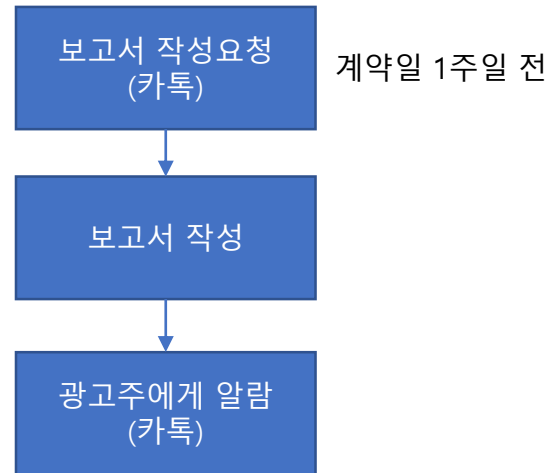 보고서 작성요청
(카톡)
계약일 1주일 전
보고서 작성
광고주에게 알람
(카톡)